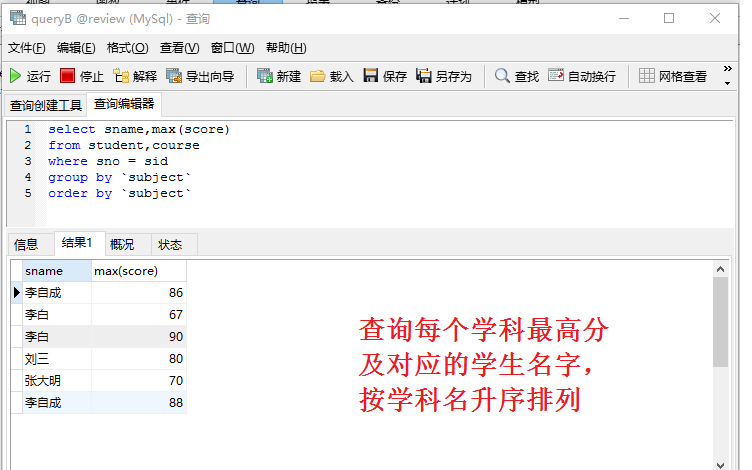 queryB @review (MySql) - 查询
文件(F) 编辑(E) 格式(O) 查看(V) 窗口(W) 帮助(H)
运行 停止 解释 导出向导 新建 载入 保存 另存为 查找 自动换行 网格查看
查询创建工具 查询编辑器
1 select sname,max(score)
2 from student,course
3 where sno = sid
4 group by `subject`
5 order by `subject`
信息 结果1 概况 状态
sname max(score)
李自成 86
李白 67
李白 90
刘三 80
张大明 70
李自成 88
查询每个学科最高分
及对应的学生名字，
按学科名升序排列